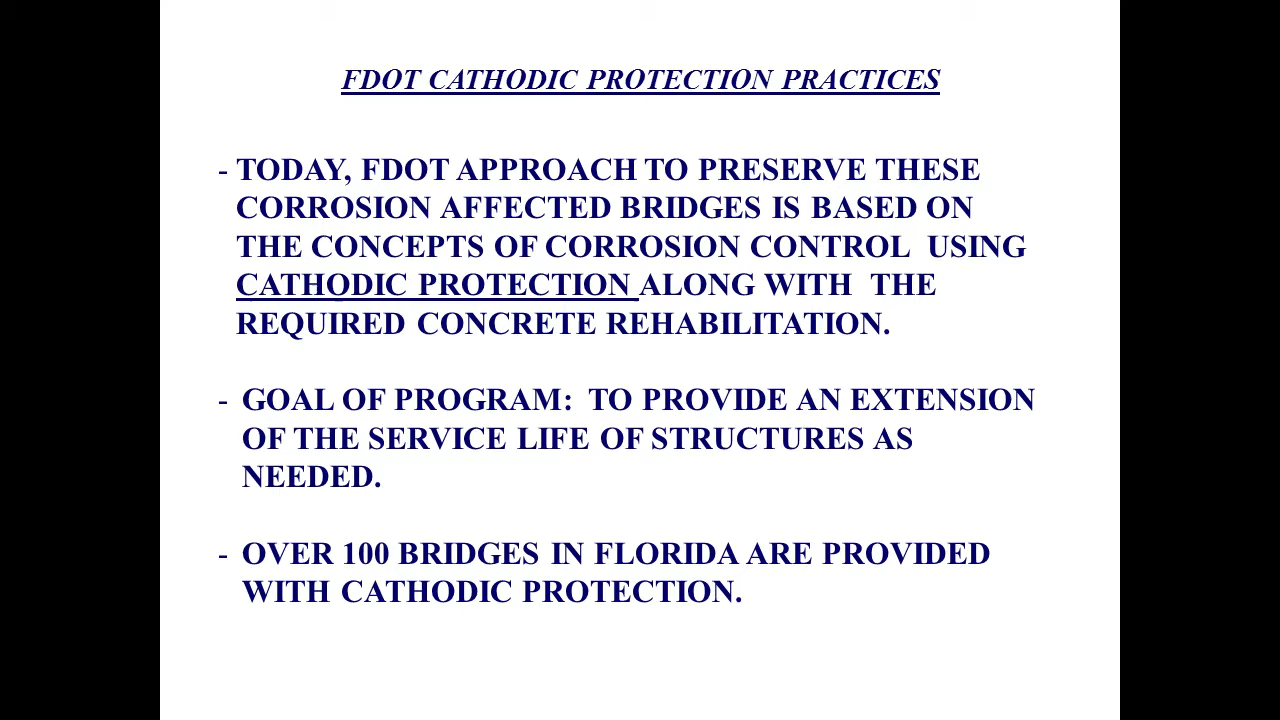 FDOT CATHODIC PROTECTION PRACTICES
- TODAY, FDOT APPROACH TO PRESERVE THESE
CORROSION AFFECTED BRIDGES IS BASED ON
THE CONCEPTS OF CORROSION CONTROL USING
CATHODIC PROTECTION ALONG WITH THE
REQUIRED CONCRETE REHABILITATION.
- GOAL OF PROGRAM: TO PROVIDE AN EXTENSION
OF THE SERVICE LIFE OF STRUCTURES AS
NEEDED.
- OVER 100 BRIDGES IN FLORIDA ARE PROVIDED
WITH CATHODIC PROTECTION.